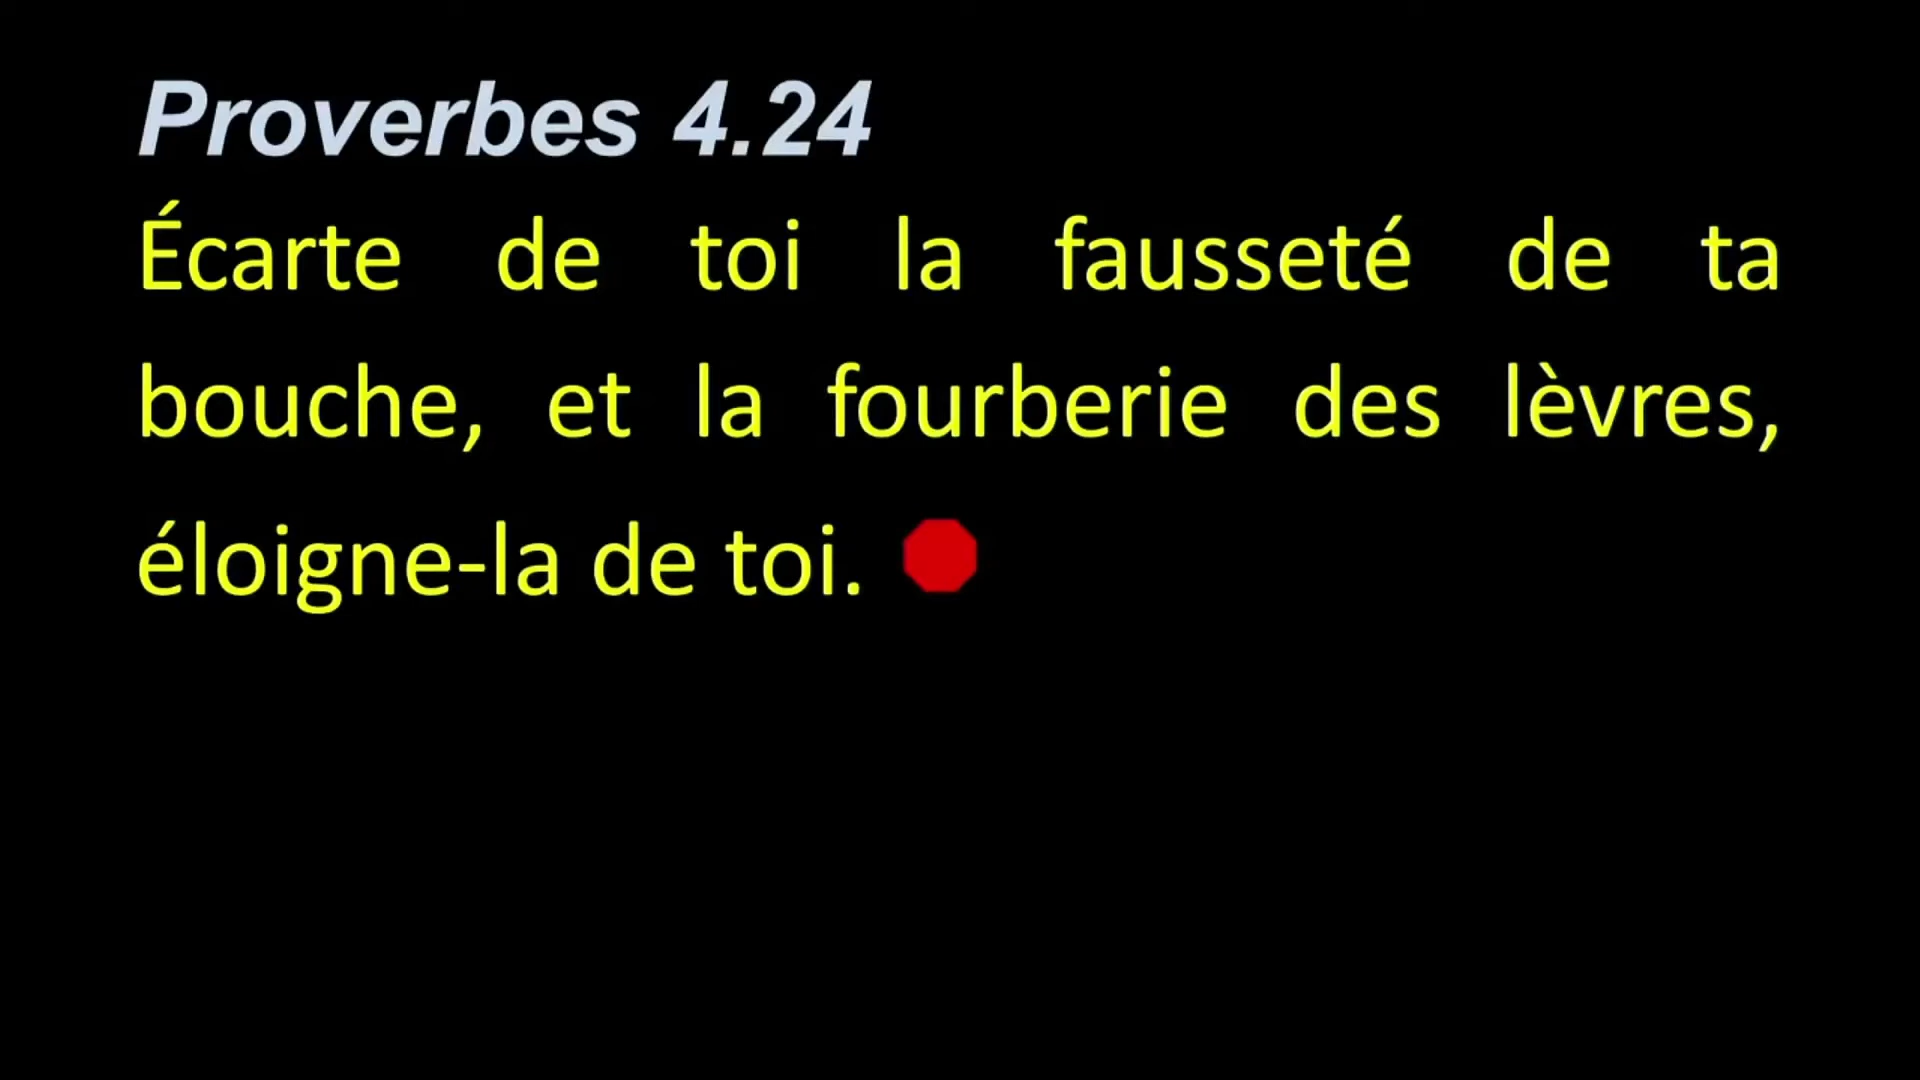 Proverbes 4.24
Écarte de toi la fausseté de ta
bouche, et la fourberie des lèvres,
éloigne-la de toi.